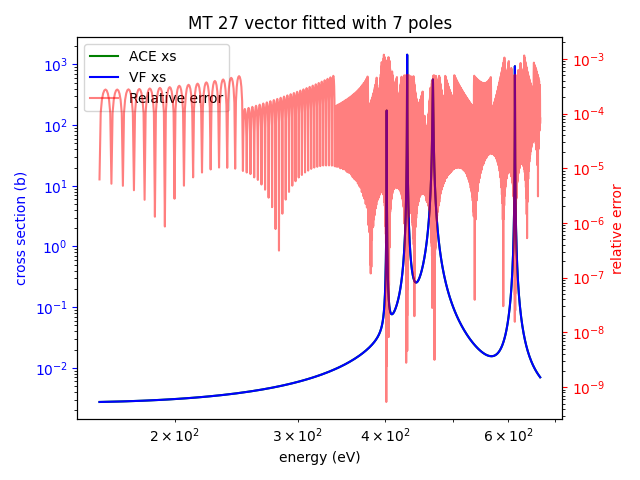 MT 27 vector fitted with 7 poles
ACE xs
VF xs
Relative error
cross section (b)
10³
10²
10¹
10⁰
10⁻¹
10⁻²
relative error
10⁻³
10⁻⁴
10⁻⁵
10⁻⁶
10⁻⁷
10⁻⁸
10⁻⁹
2 × 10² 3 × 10² 4 × 10² 6 × 10²
energy (eV)